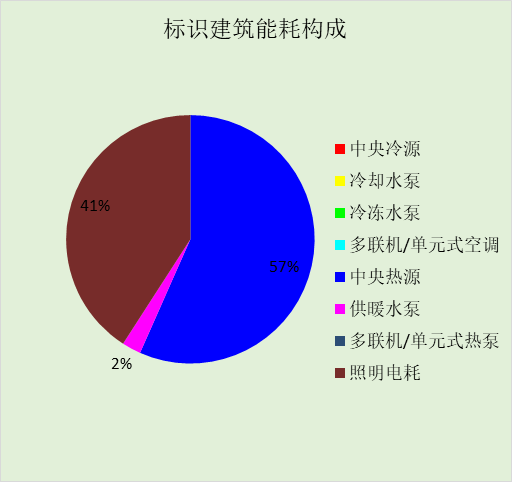 标识建筑能耗构成
中央冷源
冷却水泵
冷冻水泵
多联机/单元式空调
中央热源
供暖水泵
多联机/单元式热泵
照明电耗
41%
57%
2%